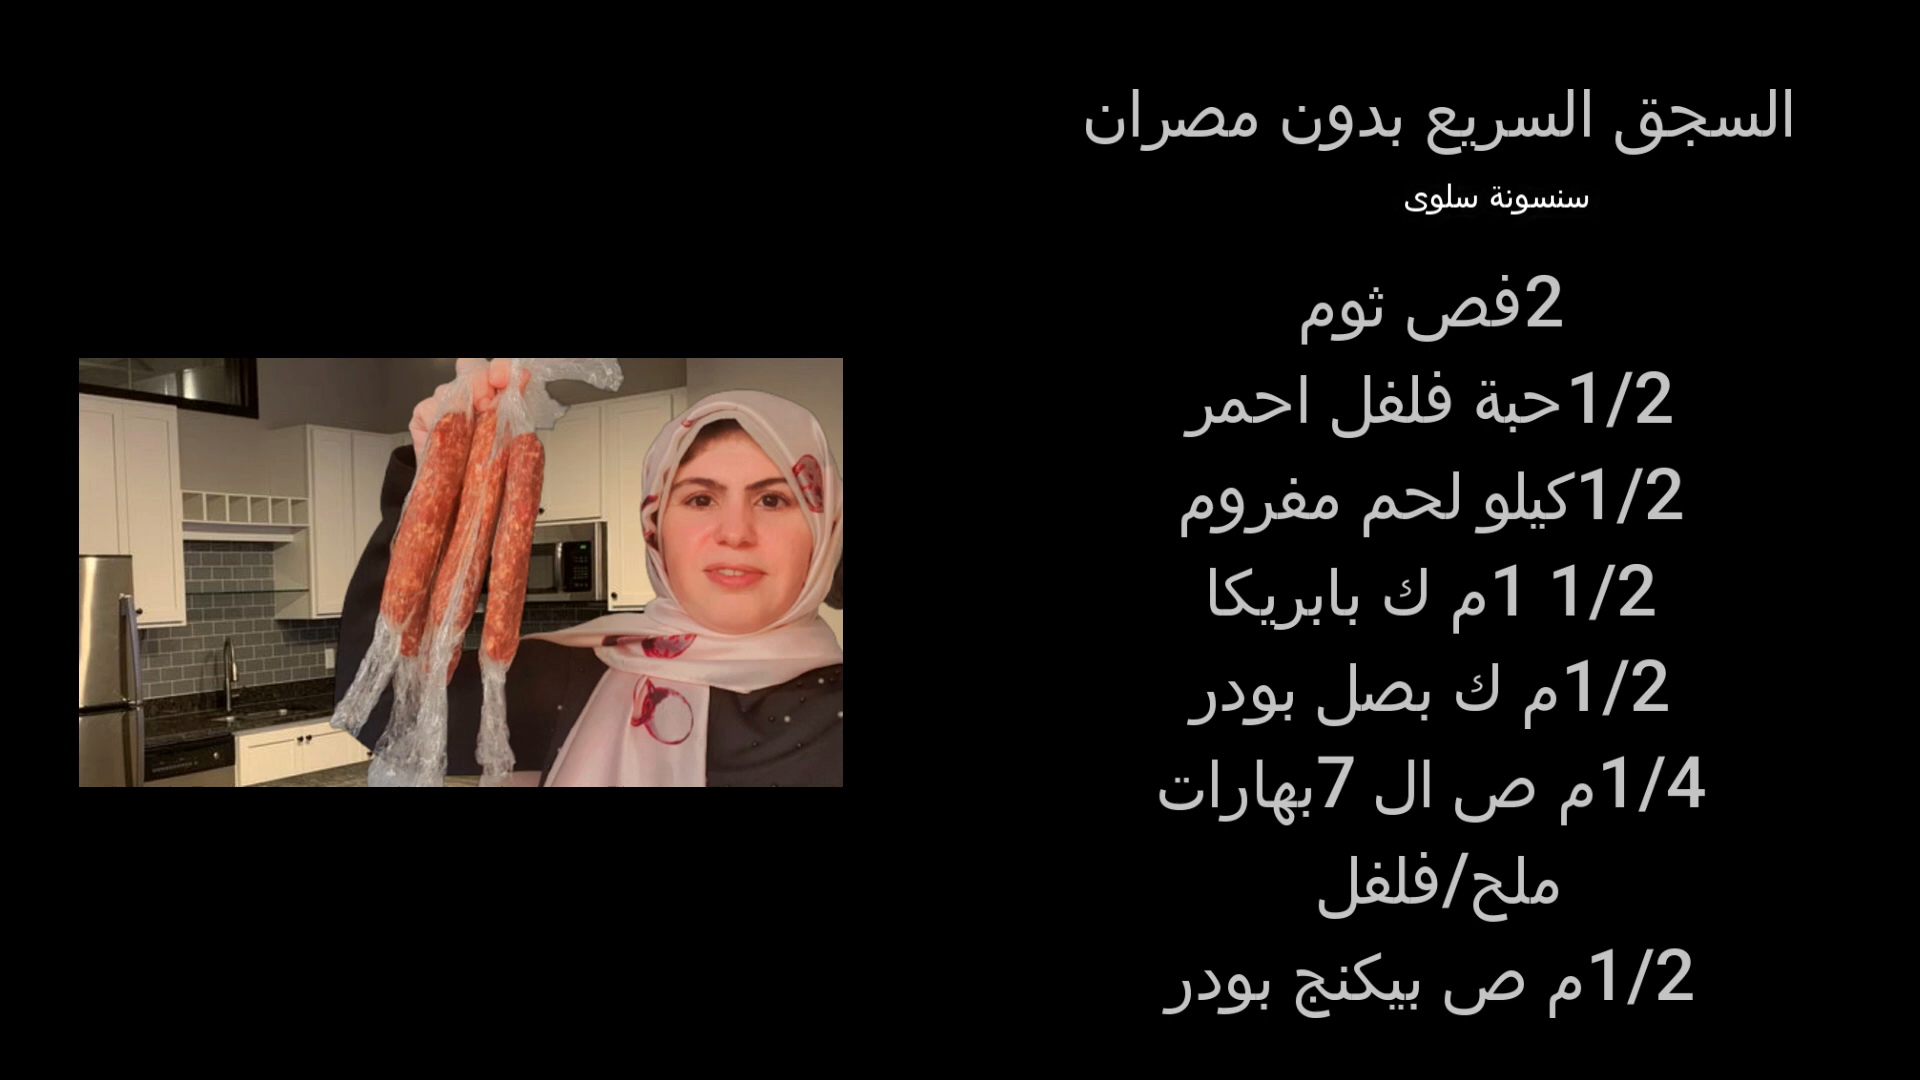 السجق السريع بدون مصران
سنسونة سلوى
2فص ثوم
1/2حبة فلفل احمر
1/2كيلو لحم مفروم
1/2 1م ك بابريكا
1/2م ك بصل بودر
1/4م ص ال 7بهارات
ملح/فلفل
1/2م ص بيكنج بودر